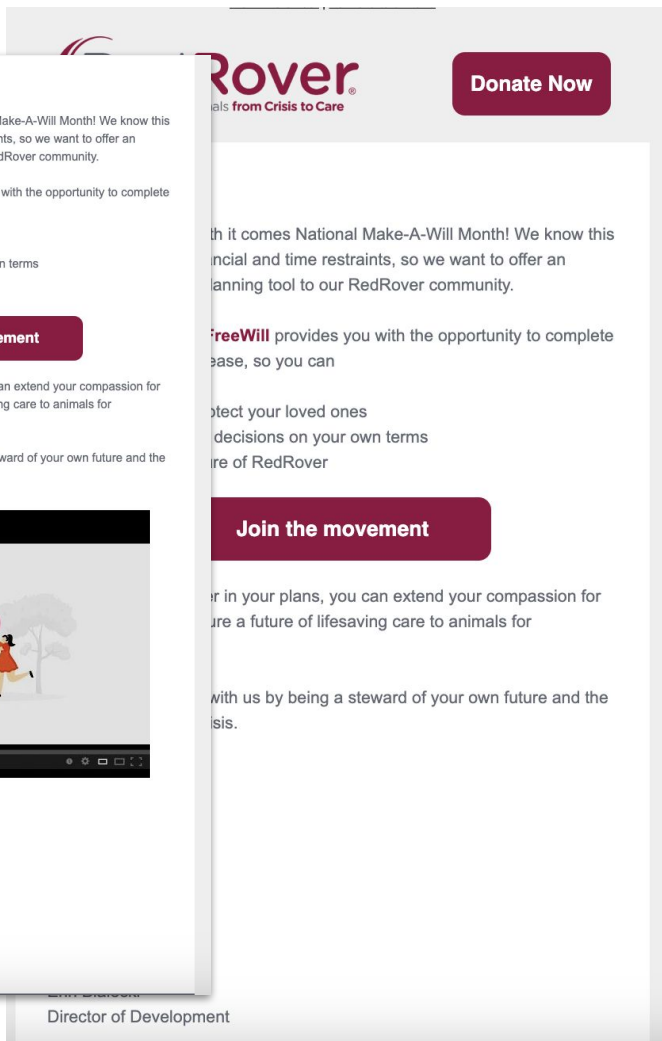 Rover®
Donate Now
als from Crisis to Care
Make-A-Will Month! We know this
nts, so we want to offer an
dRover community.
with the opportunity to complete
n terms
ement
an extend your compassion for
ng care to animals for
ward of your own future and the
th it comes National Make-A-Will Month! We know this
ncial and time restraints, so we want to offer an
lanning tool to our RedRover community.
FreeWill provides you with the opportunity to complete
ease, so you can
otect your loved ones
decisions on your own terms
ure of RedRover
Join the movement
er in your plans, you can extend your compassion for
ure a future of lifesaving care to animals for
with us by being a steward of your own future and the
isis.
Director of Development